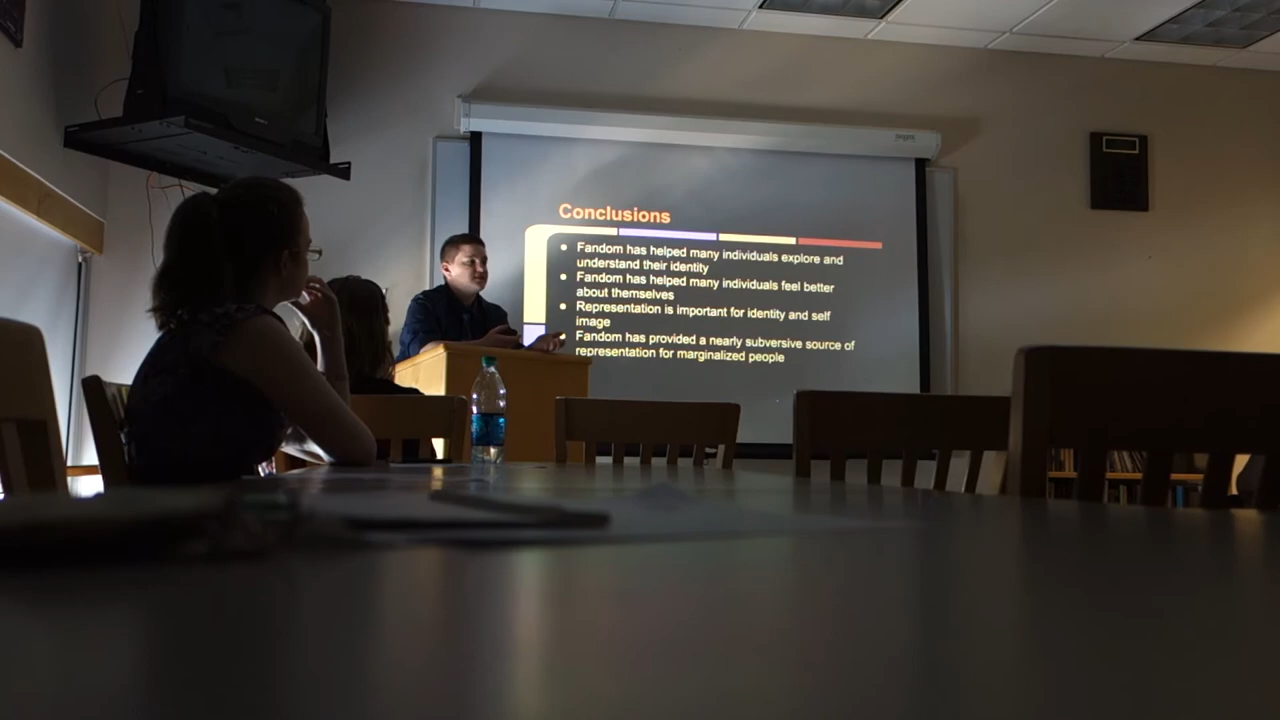 Conclusions
Fandom has helped many individuals explore and
understand their identity
Fandom has helped many individuals feel better
about themselves
Representation is important for identity and self
image
Fandom has provided a nearly subversive source of
representation for marginalized people